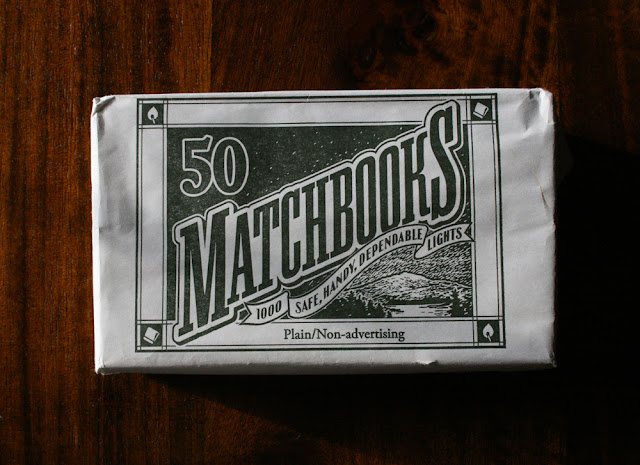 50
MATCHBOOKS
1000 SAFE, HANDY, DEPENDABLE LIGHTS
Plain/Non-advertising